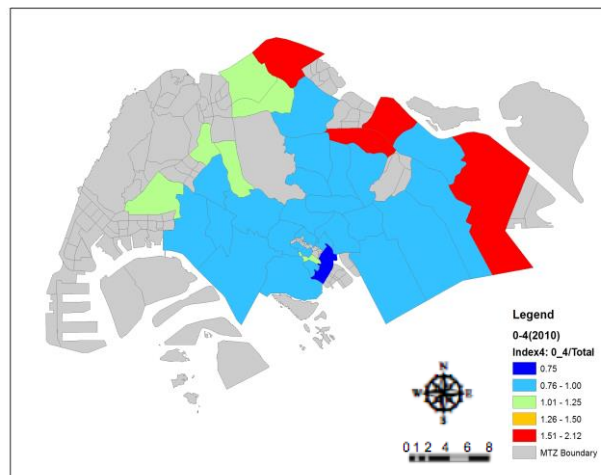 Legend
0-4(2010)
Index4: 0_4/Total
0.75
0.76 - 1.00
1.01 - 1.25
1.26 - 1.50
1.51 - 2.12
MTZ Boundary
N
W E
S
0 1 2 4 6 8